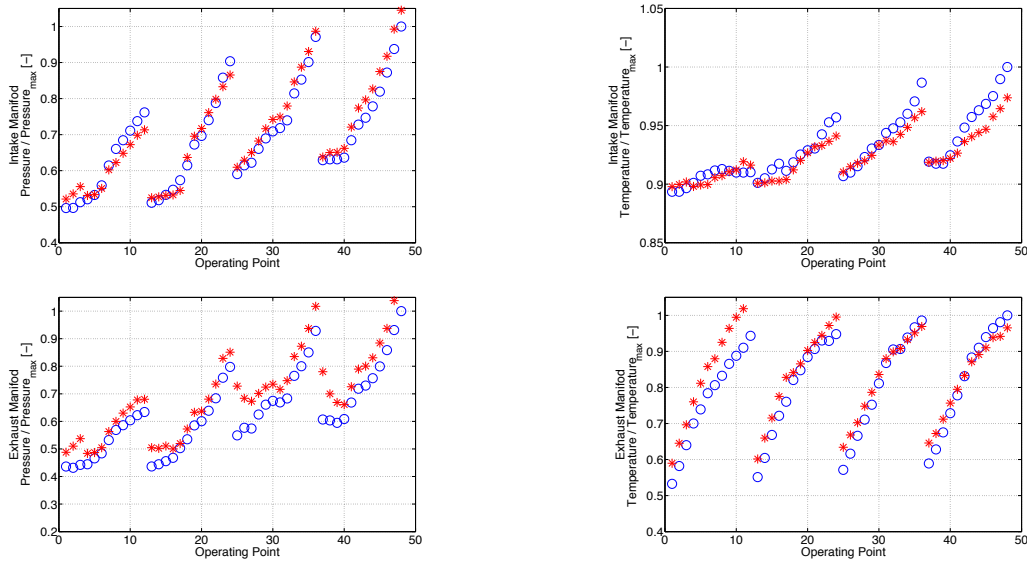 Intake Manifod
Pressure / Pressure_max [−]
1
0.9
0.8
0.7
0.6
0.5
0.4
0 10 20 30 40 50
Operating Point
Intake Manifod
Temperature / Temperature_max [−]
1.05
1
0.95
0.9
0.85
0 10 20 30 40 50
Operating Point
Exhaust Manifod
Pressure / Pressure_max [−]
1
0.9
0.8
0.7
0.6
0.5
0.4
0.3
0.2
0 10 20 30 40 50
Operating Point
Exhaust Manifod
Temperature / Temperature_max [−]
1
0.9
0.8
0.7
0.6
0.5
0.4
0 10 20 30 40 50
Operating Point